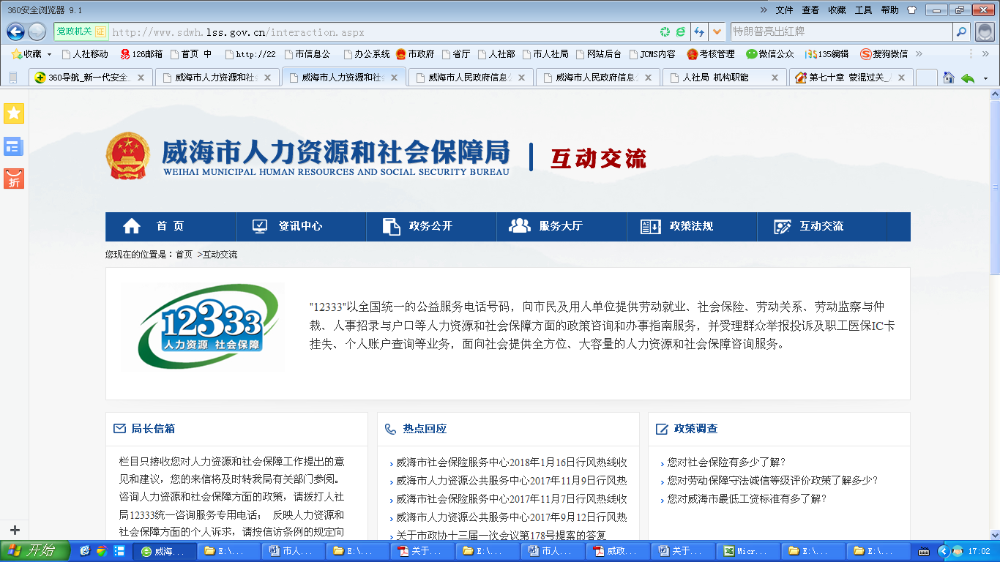 360安全浏览器 9.1
» 文件 查看 收藏 工具 帮助
党政机关 证 http://www.sdwh.lss.gov.cn/interaction.aspx
特朗普亮出红牌
收藏 人社移动 126邮箱 首页 中 http://22 市信息公 办公系统 市政府 省厅 人社部 市人社局 网站后台 JCMS内容 考核管理 微信公众 135编辑 搜狗微信 »
360导航_新一代安全_ 威海市人力资源和社会 威海市人力资源和社会 威海市人民政府信息公 威海市人民政府信息公 人社局 机构职能 第七十章 蒙混过关_
折
威海市人力资源和社会保障局
WEIHAI MUNICIPAL HUMAN RESOURCES AND SOCIAL SECURITY BUREAU
互动交流
首 页 资讯中心 政务公开 服务大厅 政策法规 互动交流
您现在的位置是：首页 >互动交流
12333
人力资源 社会保障
"12333"以全国统一的公益服务电话号码，向市民及用人单位提供劳动就业、社会保险、劳动关系、劳动监察与仲
裁、人事招录与户口等人力资源和社会保障方面的政策咨询和办事指南服务，并受理群众举报投诉及职工医保IC卡
挂失、个人账户查询等业务，面向社会提供全方位、大容量的人力资源和社会保障咨询服务。
局长信箱
栏目只接收您对人力资源和社会保障工作提出的意
见和建议，您的来信将及时转我局有关部门参阅。
咨询人力资源和社会保障方面的政策，请拨打人社
局12333统一咨询服务专用电话； 反映人力资源和
社会保障方面的个人诉求，请按信访条例的规定向
热点回应
威海市社会保险服务中心2018年1月16日行风热线收
威海市人力资源公共服务中心2017年11月9日行风热
威海市社会保险服务中心2017年11月7日行风热线收
威海市人力资源公共服务中心2017年9月12日行风热
关于市政协十三届一次会议第178号提案的答复
政策调查
您对社会保险有多少了解？
您对劳动保障守法诚信等级评价政策了解多少？
您对威海市最低工资标准有多了解？
开始 威海... E:\... 市人... E:\... 关于... E:\... 市人... 威政... 关于... Micr... E:\... E:\... 17:02